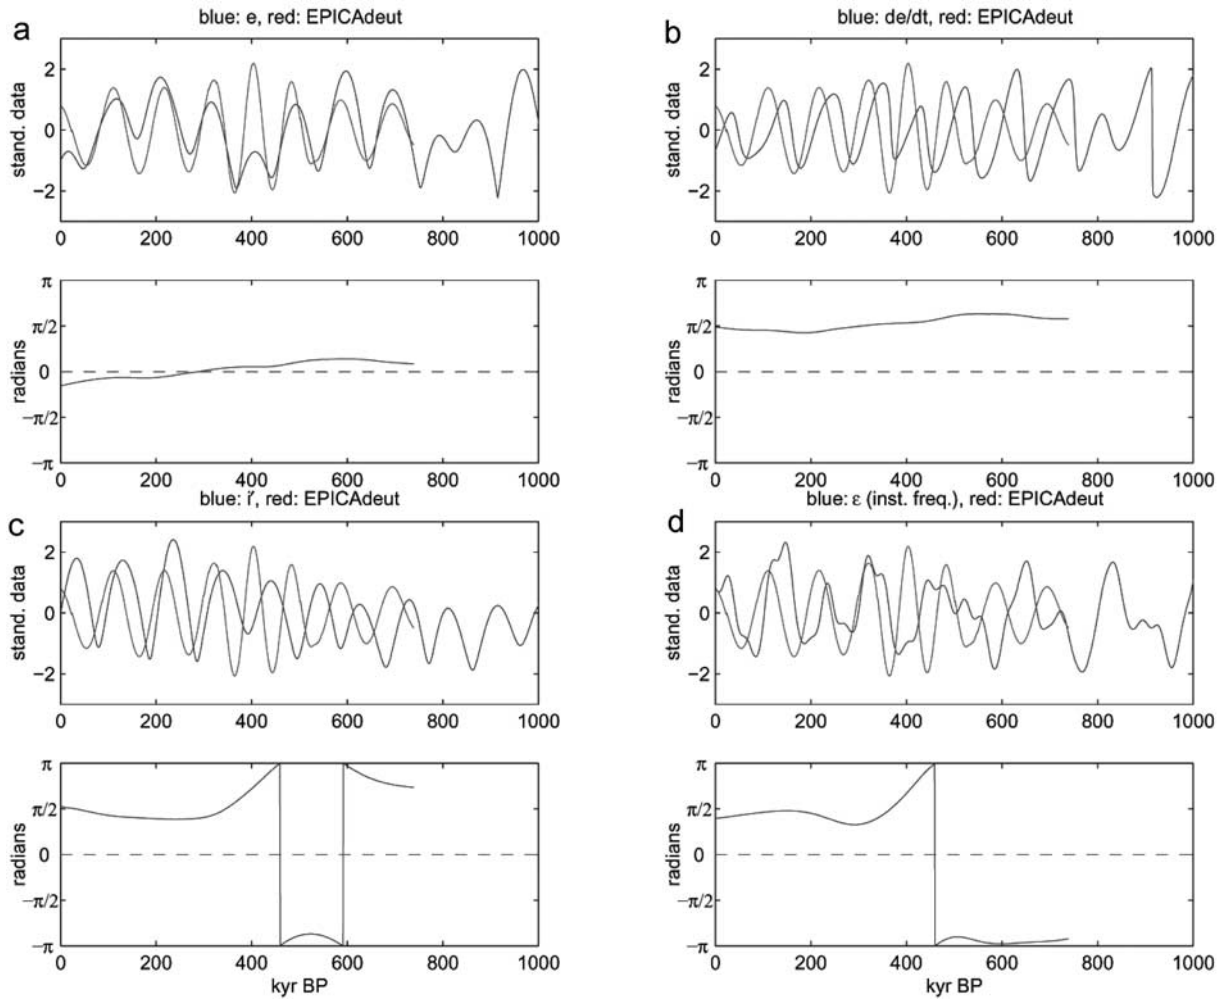 a
blue: e, red: EPICAdeut
stand. data
2
0
−2
0 200 400 600 800 1000
radians
π
π/2
0
−π/2
−π
0 200 400 600 800 1000
b
blue: de/dt, red: EPICAdeut
stand. data
2
0
−2
0 200 400 600 800 1000
radians
π
π/2
0
−π/2
−π
0 200 400 600 800 1000
c
blue: i', red: EPICAdeut
stand. data
2
0
−2
0 200 400 600 800 1000
radians
π
π/2
0
−π/2
−π
0 200 400 600 800 1000
kyr BP
d
blue: ε (inst. freq.), red: EPICAdeut
stand. data
2
0
−2
0 200 400 600 800 1000
radians
π
π/2
0
−π/2
−π
0 200 400 600 800 1000
kyr BP